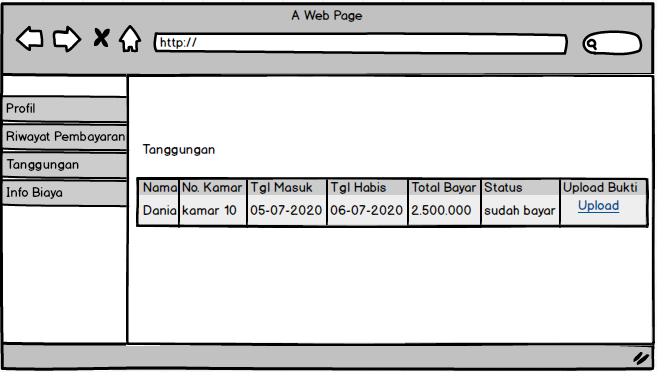 A Web Page
http://
Profil
Riwayat Pembayaran
Tanggungan
Info Biaya
Tanggungan
Nama No. Kamar Tgl Masuk Tgl Habis Total Bayar Status Upload Bukti
Dania kamar 10 05-07-2020 06-07-2020 2.500.000 sudah bayar Upload